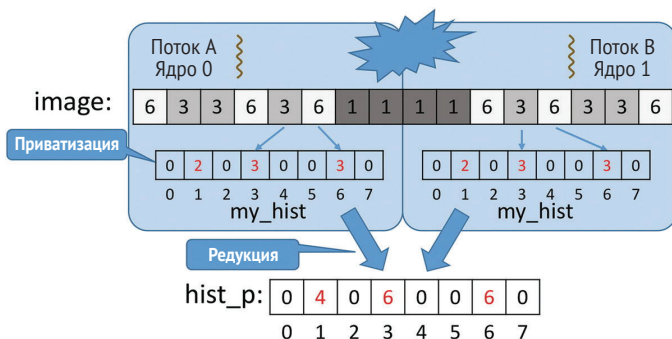 Поток A
Ядро 0
Поток B
Ядро 1
image: 6 3 3 6 3 6 1 1 1 1 6 3 6 3 3 6
Приватизация
0 2 0 3 0 0 3 0
0 1 2 3 4 5 6 7
my_hist
0 2 0 3 0 0 3 0
0 1 2 3 4 5 6 7
my_hist
Редукция
hist_p: 0 4 0 6 0 0 6 0
0 1 2 3 4 5 6 7